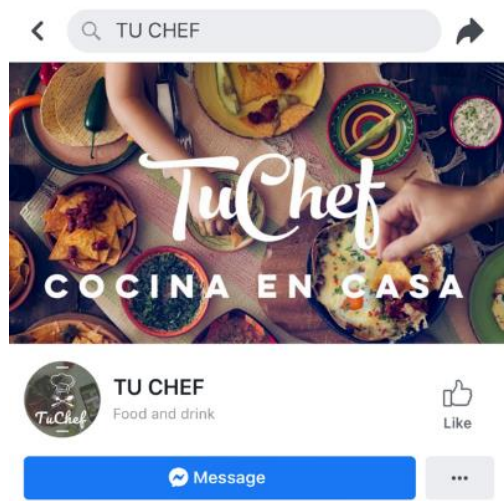 TU CHEF
TuChef
COCINA EN CASA
TuChef
TU CHEF
Food and drink
Like
Message